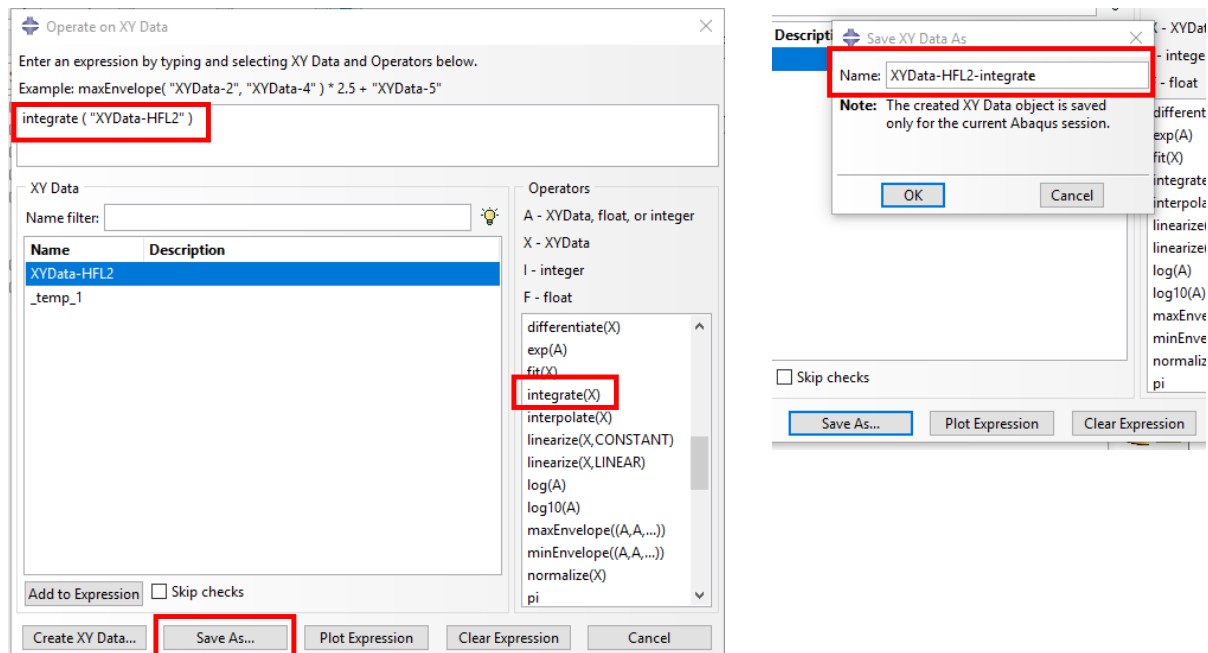 Operate on XY Data
Enter an expression by typing and selecting XY Data and Operators below.
Example: maxEnvelope( "XYData-2", "XYData-4" ) * 2.5 + "XYData-5"
integrate ( "XYData-HFL2" )
XY Data
Name filter:
Name Description
XYData-HFL2
_temp_1
Add to Expression Skip checks
Operators
A - XYData, float, or integer
X - XYData
I - integer
F - float
differentiate(X)
exp(A)
fit(X)
integrate(X)
interpolate(X)
linearize(X,CONSTANT)
linearize(X,LINEAR)
log(A)
log10(A)
maxEnvelope((A,A,...))
minEnvelope((A,A,...))
normalize(X)
pi
Create XY Data... Save As... Plot Expression Clear Expression Cancel
Descripti
Save XY Data As
Name: XYData-HFL2-integrate
Note: The created XY Data object is saved
only for the current Abaqus session.
OK Cancel
- XYDat
- intege
- float
different
exp(A)
fit(X)
integrate
interpola
linearize(
linearize(
log(A)
log10(A)
maxEnve
minEnve
normaliz
pi
Skip checks
Save As... Plot Expression Clear Expression